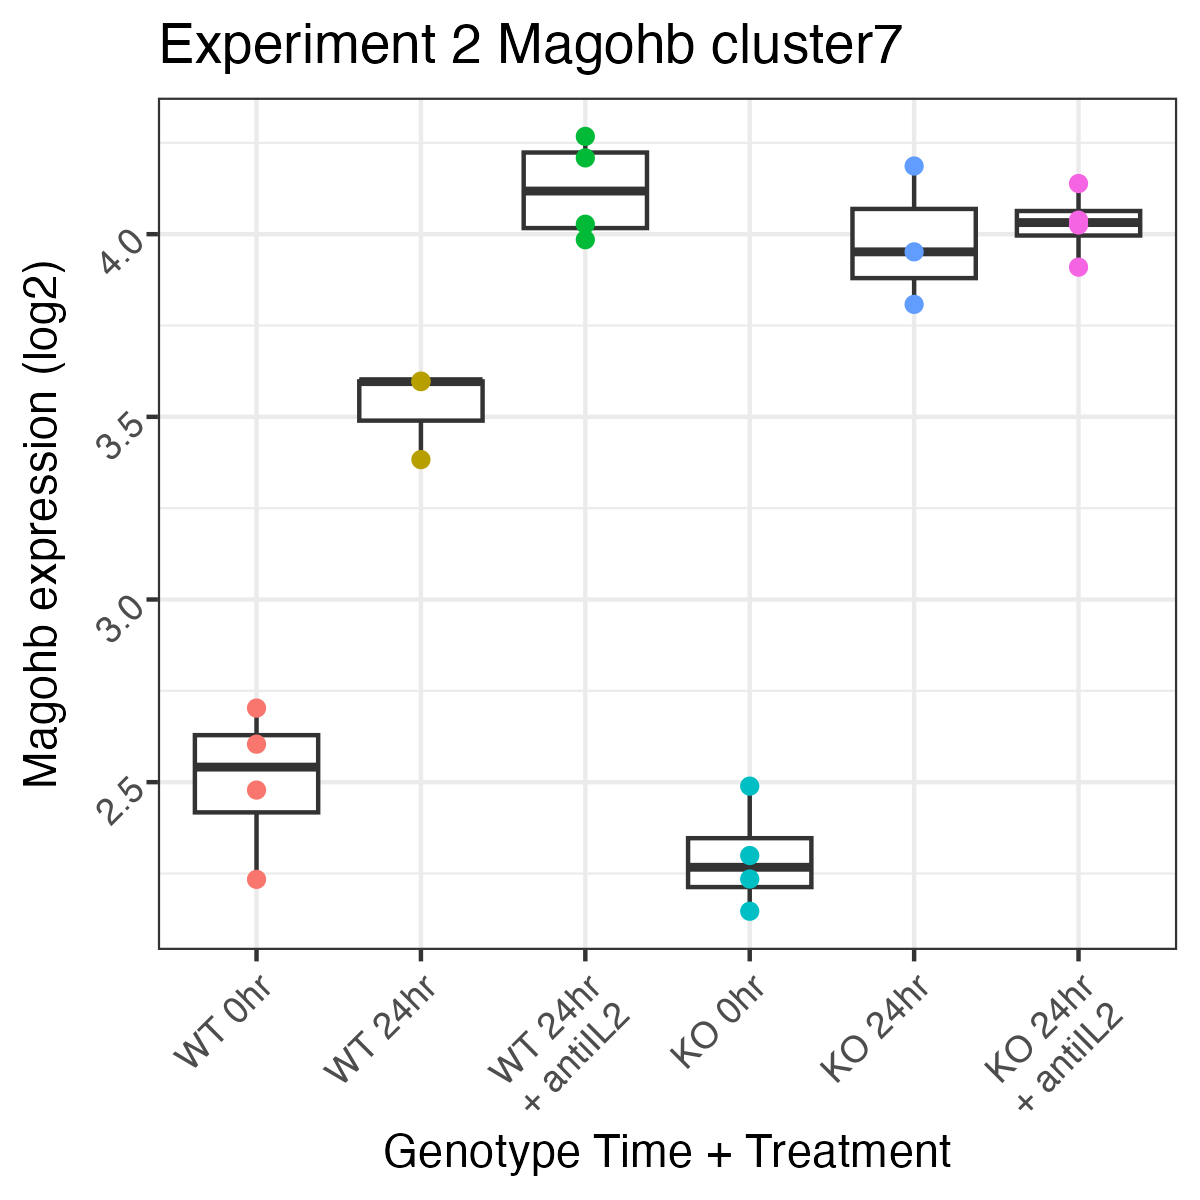 Experiment 2 Magohb cluster7
Magohb expression (log2)
4.0
3.5
3.0
2.5
WT 0hr
WT 24hr
WT 24hr
+ antiIL2
KO 0hr
KO 24hr
KO 24hr
+ antiIL2
Genotype Time + Treatment